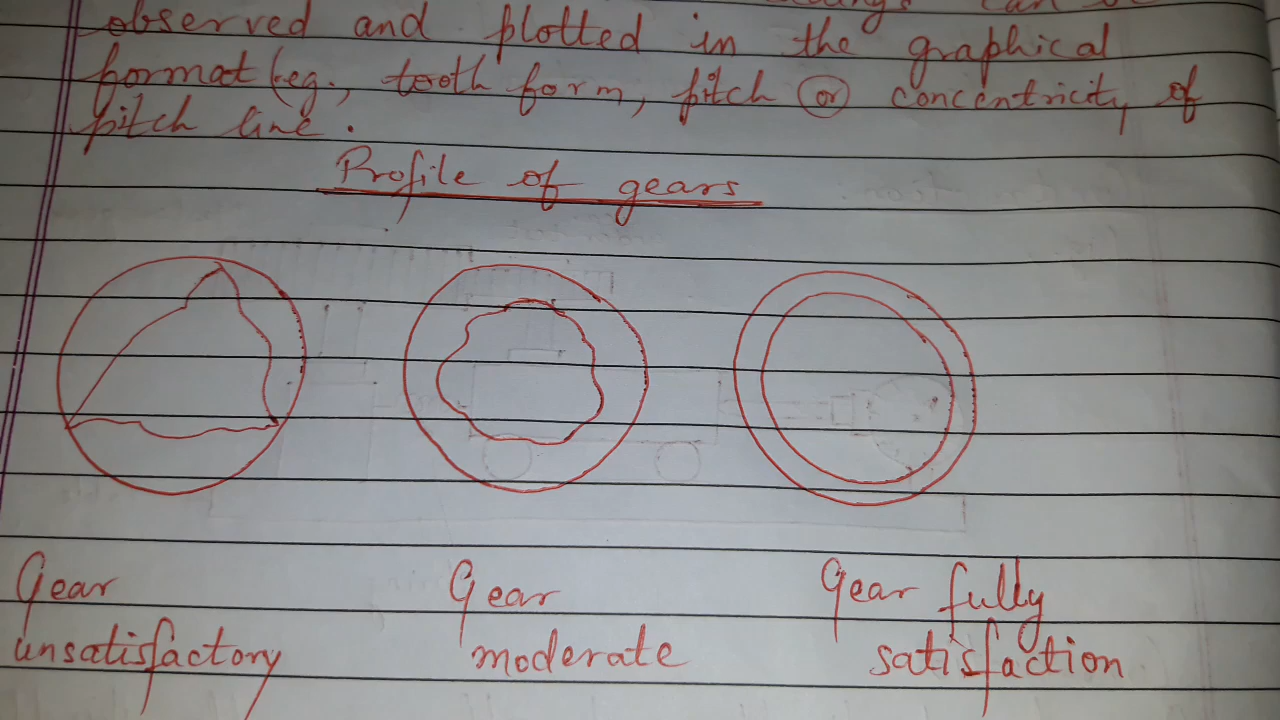 observed and plotted in the graphical
format (eg., tooth form, pitch (or) concentricity of
pitch line.
Profile of gears
Gear unsatisfactory
Gear moderate
Gear fully satisfaction